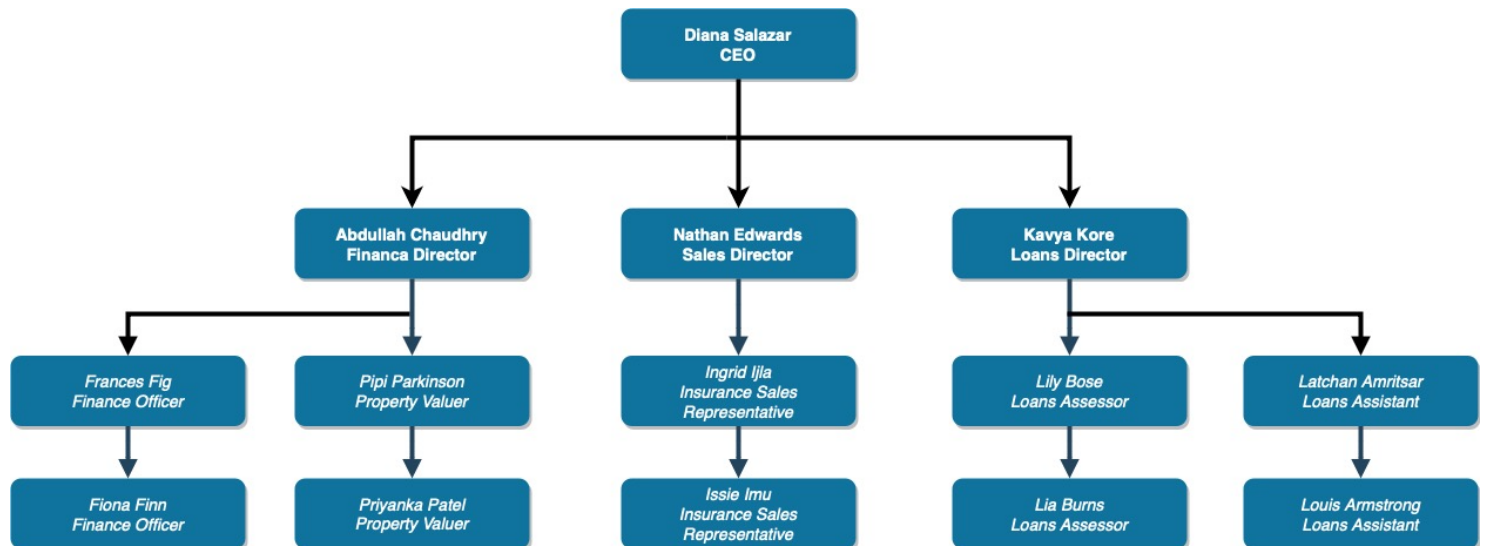 Diana Salazar
CEO
Abdullah Chaudhry
Financa Director
Nathan Edwards
Sales Director
Kavya Kore
Loans Director
Frances Fig
Finance Officer
Pipi Parkinson
Property Valuer
Ingrid Ijla
Insurance Sales
Representative
Lily Bose
Loans Assessor
Latchan Amritsar
Loans Assistant
Fiona Finn
Finance Officer
Priyanka Patel
Property Valuer
Issie Imu
Insurance Sales
Representative
Lia Burns
Loans Assessor
Louis Armstrong
Loans Assistant